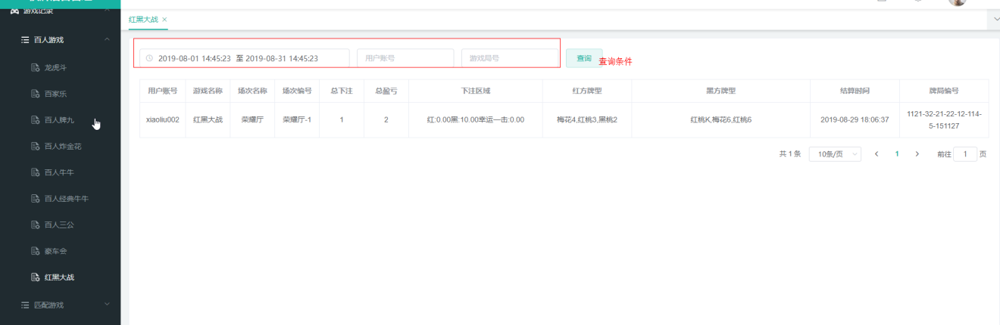 游戏记录
红黑大战 ×
百人游戏
龙虎斗
百家乐
百人牌九
百人炸金花
百人牛牛
百人经典牛牛
百人三公
豪车会
红黑大战
匹配游戏
2019-08-01 14:45:23 至 2019-08-31 14:45:23 用户账号 游戏局号 查询 查询条件
用户账号 游戏名称 场次名称 场次编号 总下注 总盈亏 下注区域 红方牌型 黑方牌型 结算时间 牌局编号
xiaoliu002 红黑大战 荣耀厅 荣耀厅-1 1 2 红:0.00黑:10.00幸运一击:0.00 梅花4,红桃3,黑桃2 红桃K,梅花6,红桃6 2019-08-29 18:06:37 1121-32-21-22-12-114-
5-151127
共 1 条 10条/页 1 前往 1 页